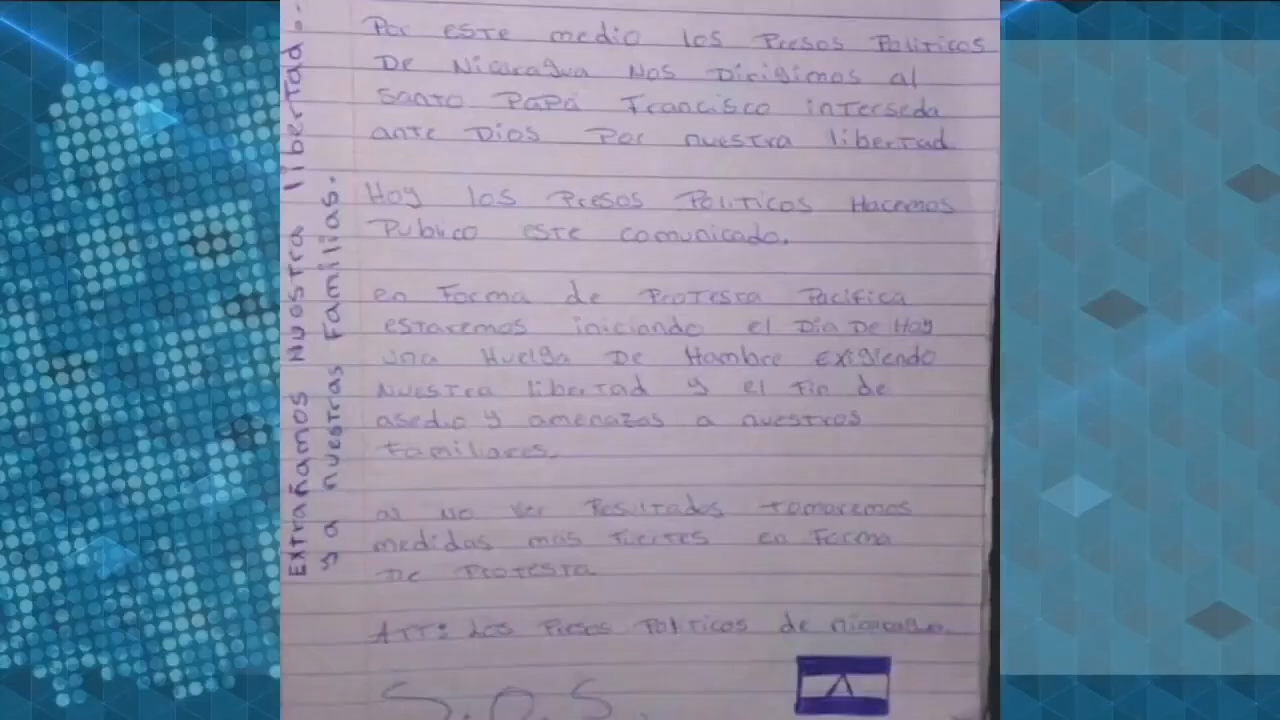 Por este medio los Presos Politicos
De Nicaragua Nos Dirigimos al
Santo Papá Francisco interseda
ante Dios Por nuestra libertad
Hoy los Presos Politicos Hacemos
Publico este comunicado.
en Forma de Protesta Pacifica
estaremos iniciando el Dia De Hoy
una Huelga De Hambre Exigiendo
Nuestra libertad y el Fin de
asedio y amenazas a nuestros
Familiares.
al No Ver Resultados tomaremos
medidas mas Fuertes en Forma
De Protesta
Att: Los Presos Politicos de nicaragua.
S.O.S.
Extrañamos Nuestra libertad..
y a nuestras Familias.